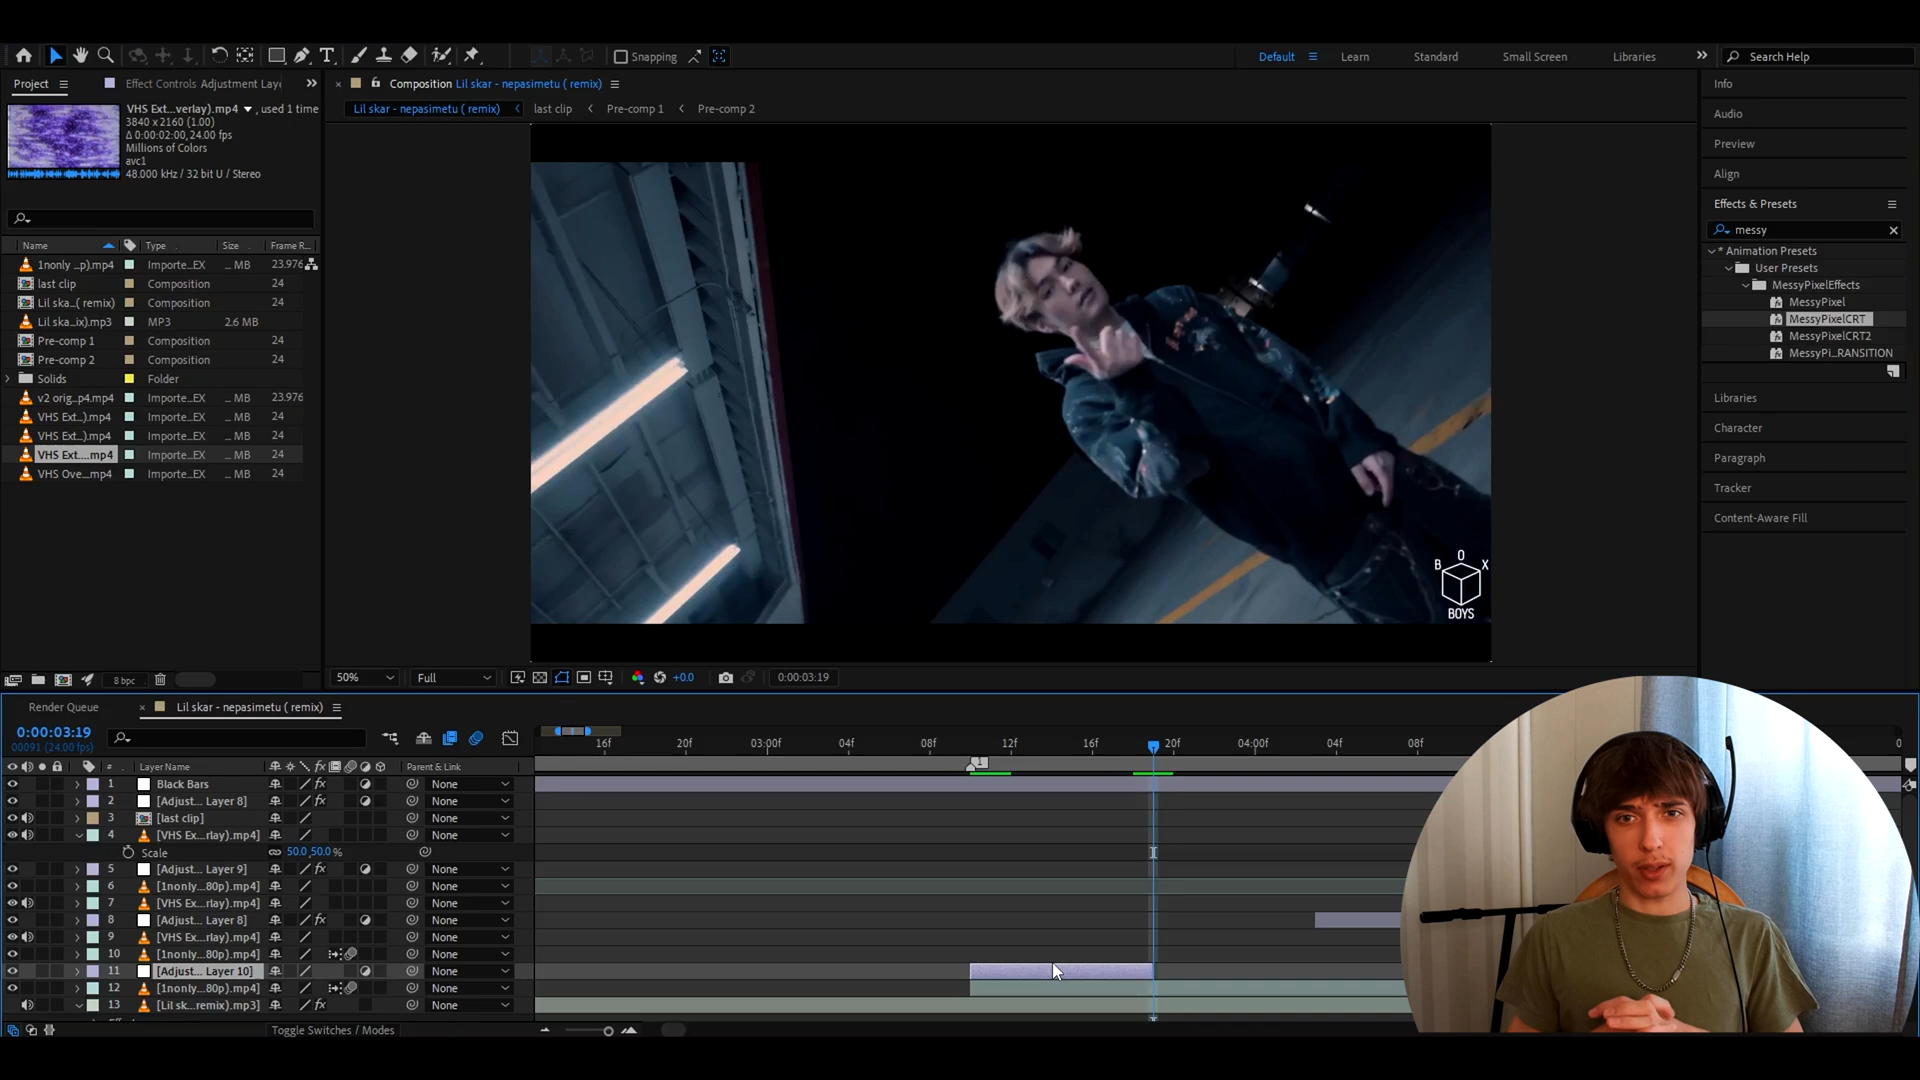 Snapping
Default
Learn
Standard
Small Screen
Libraries
Search Help
Project
Effect Controls Adjustment Laye
Composition Lil skar - nepasimetu ( remix)
Info
VHS Ext...verlay).mp4 , used 1 time
3840 x 2160 (1.00)
Δ 0:00:02:00, 24.00 fps
Millions of Colors
avc1
48.000 kHz / 32 bit U / Stereo
Lil skar - nepasimetu ( remix)
last clip
Pre-comp 1
Pre-comp 2
Audio
Preview
Align
Effects & Presets
messy
* Animation Presets
User Presets
MessyPixelEffects
MessyPixel
MessyPixelCRT
MessyPixelCRT2
MessyPi..RANSITION
Libraries
Character
Paragraph
Tracker
Content-Aware Fill
Name Type Size Frame R...
1nonly ...p).mp4 Importe...EX ... MB 23.976
last clip Composition 24
Lil ska...( remix) Composition 24
Lil ska...ix).mp3 MP3 2.6 MB
Pre-comp 1 Composition 24
Pre-comp 2 Composition 24
Solids Folder
v2 orig...p4.mp4 Importe...EX ... MB 23.976
VHS Ext...).mp4 Importe...EX ... MB 24
VHS Ext...).mp4 Importe...EX ... MB 24
VHS Ext....mp4 Importe...EX ... MB 24
VHS Ove....mp4 Importe...EX ... MB 24
B O X
BOYS
8 bpc
50% Full +0.0 0:00:03:19
Render Queue
Lil skar - nepasimetu ( remix)
0:00:03:19
00091 (24.00 fps)
16f 20f 03:00f 04f 08f 12f 16f 20f 04:00f 04f 08f
# Layer Name Parent & Link
1
1 Black Bars None
2 [Adjust... Layer 8] None
3 [last clip] None
4 [VHS Ex...rlay).mp4] None
Scale 50.0,50.0 %
5 [Adjust... Layer 9] None
6 [1nonly...80p).mp4] None
7 [VHS Ex...rlay).mp4] None
8 [Adjust... Layer 8] None
9 [VHS Ex...rlay).mp4] None
10 [1nonly...80p).mp4] None
11 [Adjust... Layer 10] None
12 [1nonly...80p).mp4] None
13 [Lil sk...remix).mp3] None
Toggle Switches / Modes